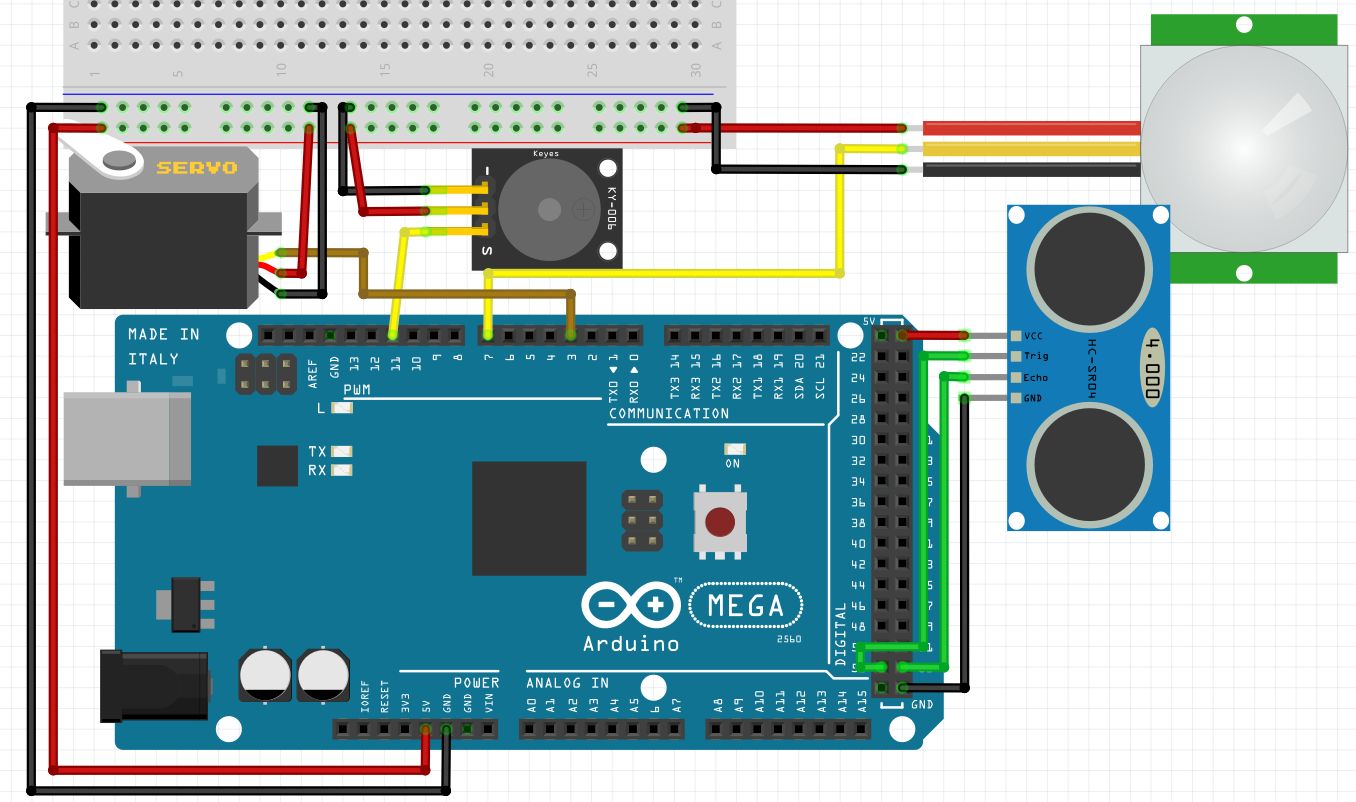 C C
B B
A A
1 5 10 15 20 25 30
SERVO
Keyes
KY-006
S
MADE IN
ITALY
AREF
GND
13
12
11
10
9
8
7
6
5
4
3
2
TX0 ◀ 1
RX0 ▶ 0
TX3 14
RX3 15
TX2 16
RX2 17
TX1 18
RX1 19
SDA 20
SCL 21
PWM
COMMUNICATION
L
TX
RX
ON
5V
22
24
26
28
30
32
34
36
38
40
42
44
46
48
DIGITAL
GND
VCC
Trig
Echo
GND
HC-SR04
4.000
Arduino
TM
MEGA
2560
POWER
ANALOG IN
IOREF
RESET
3V3
5V
GND
GND
VIN
A0
A1
A2
A3
A4
A5
6
A7
A8
A9
A10
A11
A12
A13
A14
A15